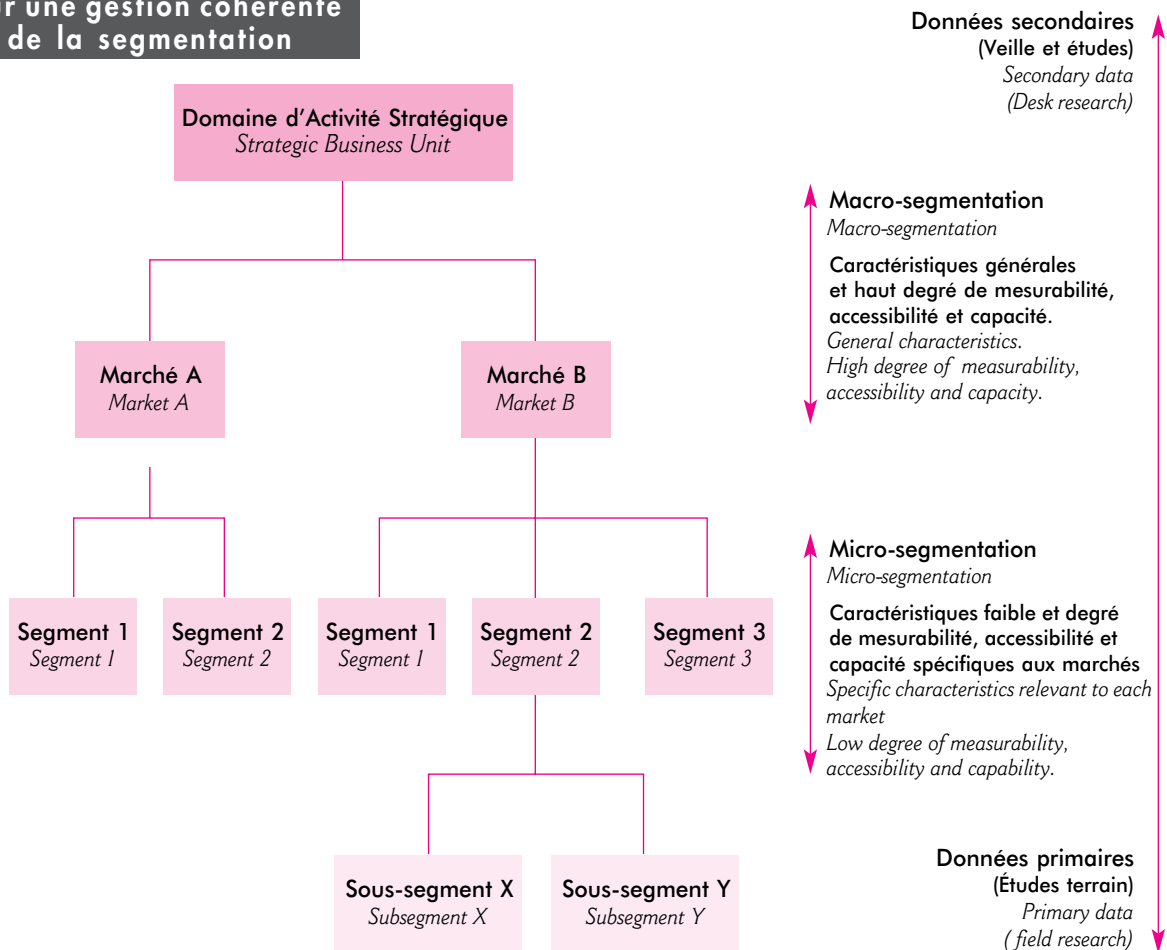 ur une gestion cohérente
de la segmentation
Domaine d'Activité Stratégique
Strategic Business Unit
Marché A
Market A
Marché B
Market B
Segment 1
Segment 1
Segment 2
Segment 2
Segment 1
Segment 1
Segment 2
Segment 2
Segment 3
Segment 3
Sous-segment X
Subsegment X
Sous-segment Y
Subsegment Y
Données secondaires
(Veille et études)
Secondary data
(Desk research)
Macro-segmentation
Macro-segmentation
Caractéristiques générales
et haut degré de mesurabilité,
accessibilité et capacité.
General characteristics.
High degree of measurability,
accessibility and capacity.
Micro-segmentation
Micro-segmentation
Caractéristiques faible et degré
de mesurabilité, accessibilité et
capacité spécifiques aux marchés
Specific characteristics relevant to each
market
Low degree of measurability,
accessibility and capability.
Données primaires
(Études terrain)
Primary data
( field research)